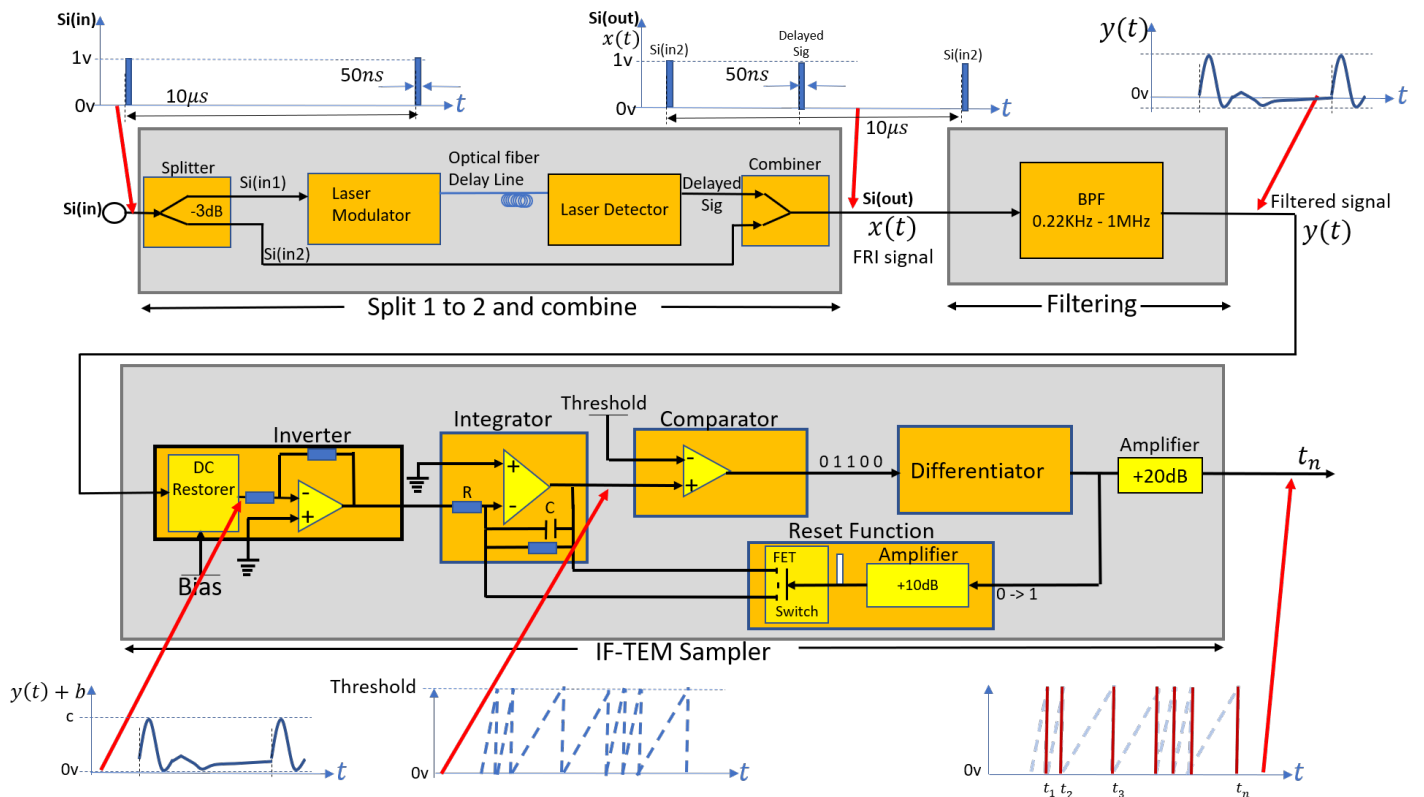 Si(in)
1v
0v
50ns
10μs
t
Si(out)
x(t)
1v
0v
Si(in2)
Delayed
Sig
Si(in2)
50ns
10μs
t
y(t)
0v
t
Splitter
-3dB
Si(in)
Si(in1)
Si(in2)
Laser
Modulator
Optical fiber
Delay Line
Laser Detector
Delayed
Sig
Combiner
Si(out)
x(t)
FRI signal
BPF
0.22KHz - 1MHz
Filtered signal
y(t)
Split 1 to 2 and combine
Filtering
Inverter
DC
Restorer
-
+
Bias
Integrator
R
+
-
C
Threshold
Comparator
-
+
0 1 1 0 0
Differentiator
Amplifier
+20dB
t_n
Reset Function
FET
Switch
Amplifier
+10dB
0 -> 1
IF-TEM Sampler
y(t) + b
c
0v
t
Threshold
0v
t
0v
t_1 t_2 t_3 t_n
t